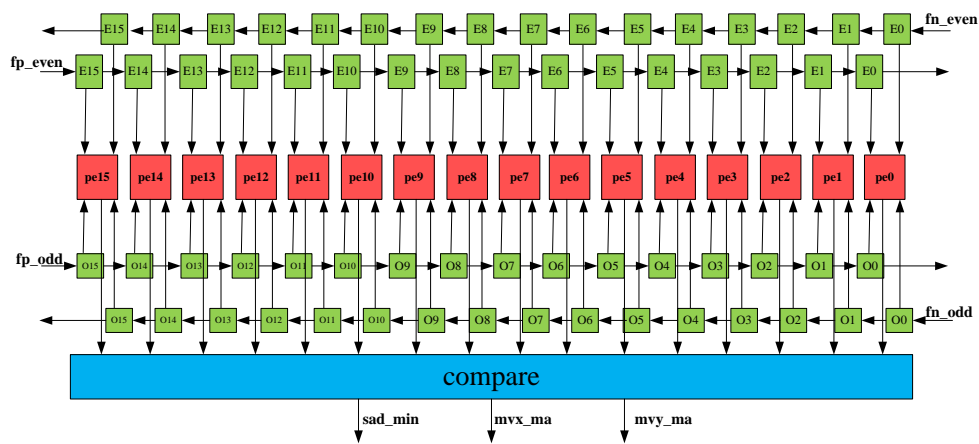 E15 E14 E13 E12 E11 E10 E9 E8 E7 E6 E5 E4 E3 E2 E1 E0 fn_even
fp_even E15 E14 E13 E12 E11 E10 E9 E8 E7 E6 E5 E4 E3 E2 E1 E0
pe15 pe14 pe13 pe12 pe11 pe10 pe9 pe8 pe7 pe6 pe5 pe4 pe3 pe2 pe1 pe0
fp_odd O15 O14 O13 O12 O11 O10 O9 O8 O7 O6 O5 O4 O3 O2 O1 O0
O15 O14 O13 O12 O11 O10 O9 O8 O7 O6 O5 O4 O3 O2 O1 O0 fn_odd
compare
sad_min mvx_ma mvy_ma